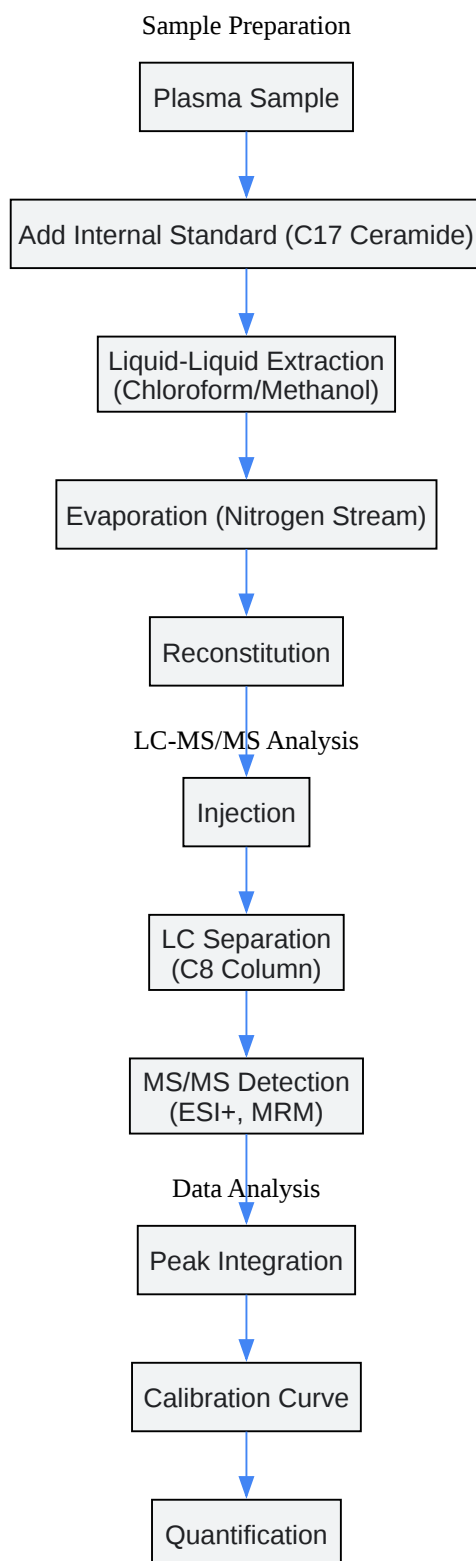 Sample Preparation
Plasma Sample
Add Internal Standard (C17 Ceramide)
Liquid-Liquid Extraction
(Chloroform/Methanol)
Evaporation (Nitrogen Stream)
Reconstitution
LC-MS/MS Analysis
Injection
LC Separation
(C8 Column)
MS/MS Detection
(ESI+, MRM)
Data Analysis
Peak Integration
Calibration Curve
Quantification